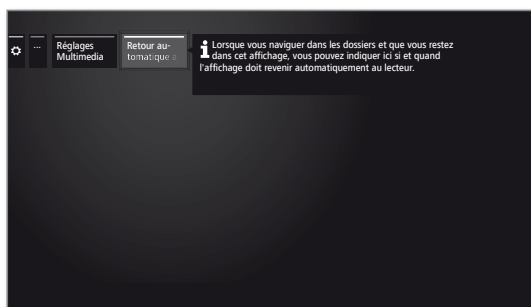 ...
Réglages
Multimedia
Retour au-
tomatique a
Lorsque vous naviguer dans les dossiers et que vous restez
dans cet affichage, vous pouvez indiquer ici si et quand
l'affichage doit revenir automatiquement au lecteur.